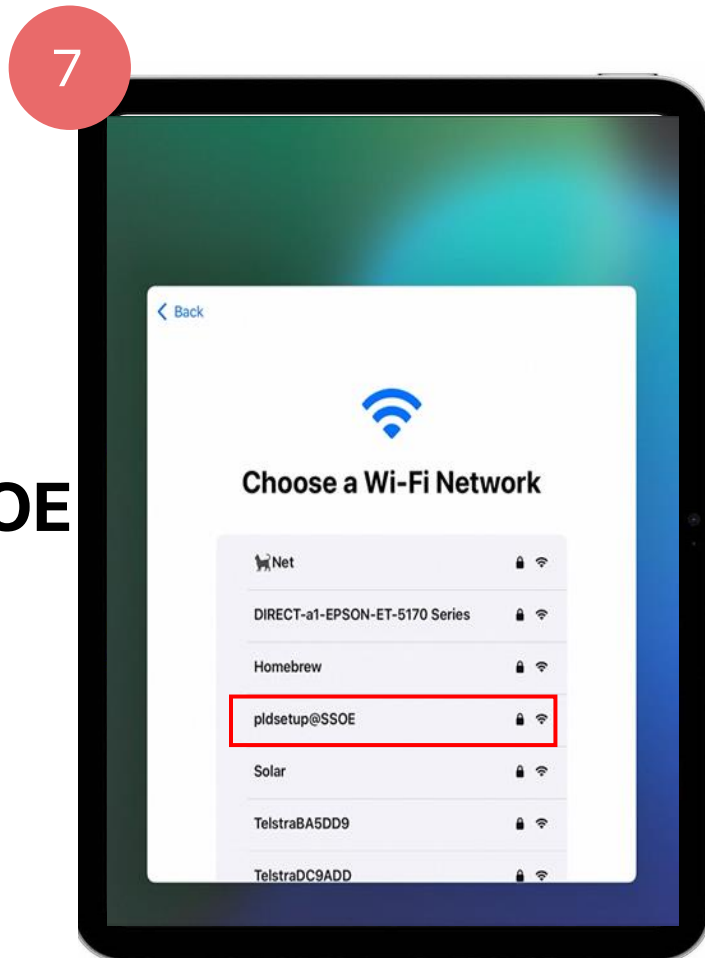 7
Back
Choose a Wi-Fi Network
🐈Net
DIRECT-a1-EPSON-ET-5170 Series
Homebrew
pldsetup@SSOE
OE
Solar
TelstraBA5DD9
TelstraDC9ADD